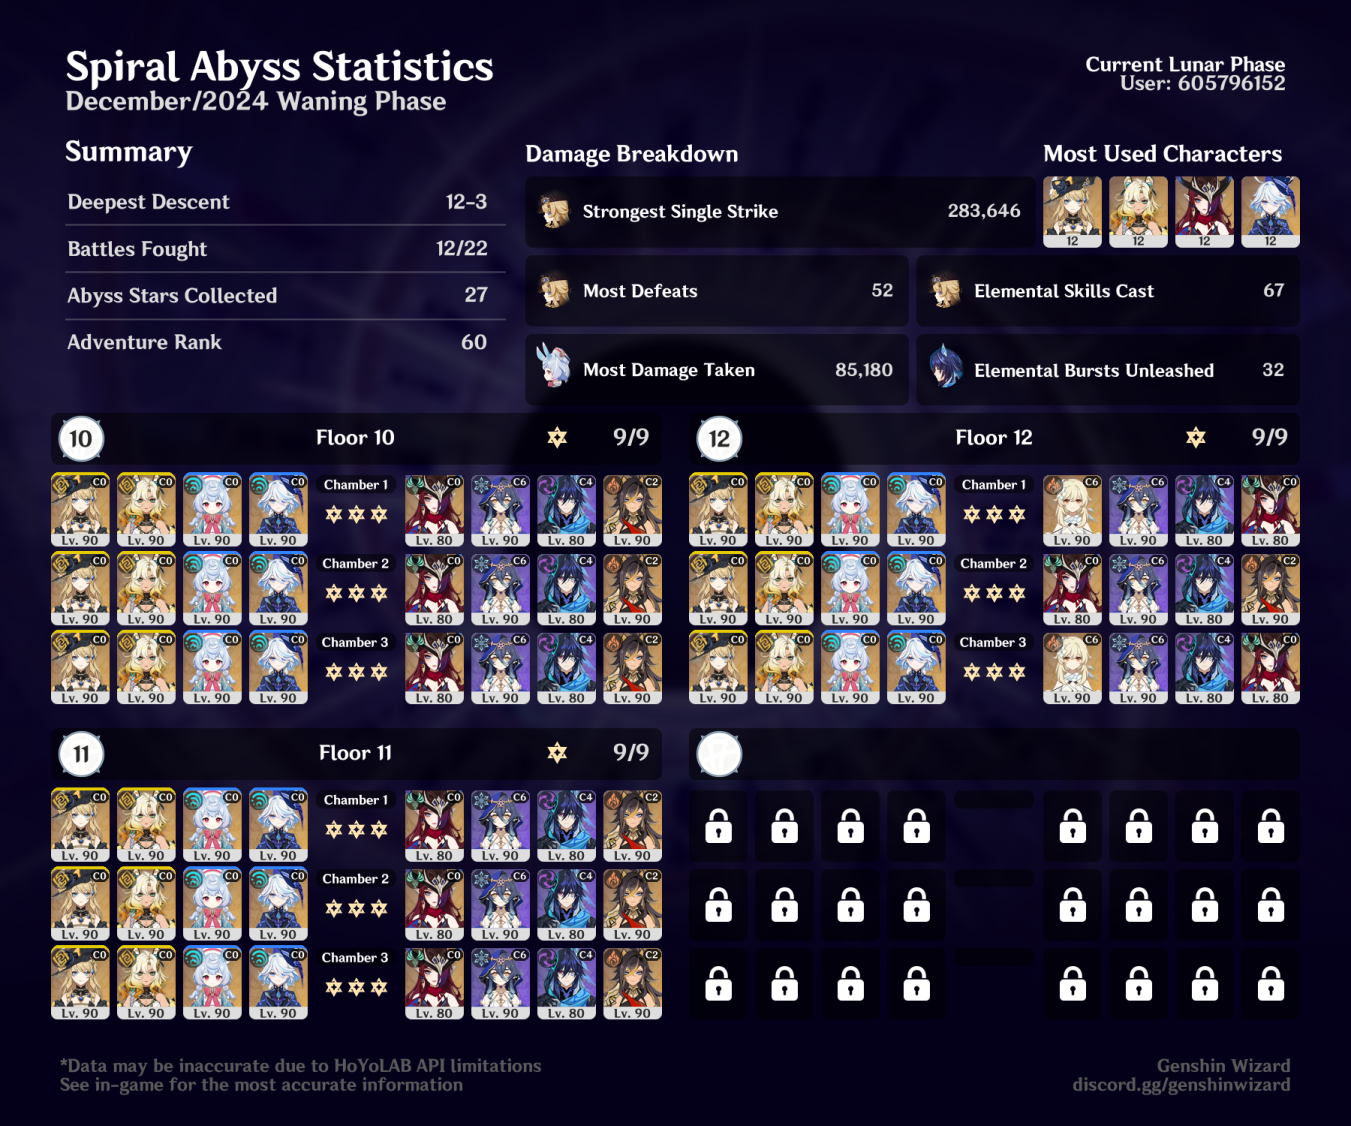 Spiral Abyss Statistics
December/2024 Waning Phase
Current Lunar Phase
User: 605796152
Summary
Deepest Descent 12-3
Battles Fought 12/22
Abyss Stars Collected 27
Adventure Rank 60
Damage Breakdown
Strongest Single Strike 283,646
Most Defeats 52
Elemental Skills Cast 67
Most Damage Taken 85,180
Elemental Bursts Unleashed 32
Most Used Characters
12 12 12 12
10 Floor 10 9/9
C0 C0 C0 C0 Chamber 1 C0 C6 C4 C2
Lv. 90 Lv. 90 Lv. 90 Lv. 90 Lv. 80 Lv. 90 Lv. 80 Lv. 90
C0 C0 C0 C0 Chamber 2 C0 C6 C4 C2
Lv. 90 Lv. 90 Lv. 90 Lv. 90 Lv. 80 Lv. 90 Lv. 80 Lv. 90
C0 C0 C0 C0 Chamber 3 C0 C6 C4 C2
Lv. 90 Lv. 90 Lv. 90 Lv. 90 Lv. 80 Lv. 90 Lv. 80 Lv. 90
12 Floor 12 9/9
C0 C0 C0 C0 Chamber 1 C6 C6 C4 C0
Lv. 90 Lv. 90 Lv. 90 Lv. 90 Lv. 90 Lv. 90 Lv. 80 Lv. 80
C0 C0 C0 C0 Chamber 2 C0 C6 C4 C2
Lv. 90 Lv. 90 Lv. 90 Lv. 90 Lv. 80 Lv. 90 Lv. 80 Lv. 90
C0 C0 C0 C0 Chamber 3 C6 C6 C4 C0
Lv. 90 Lv. 90 Lv. 90 Lv. 90 Lv. 90 Lv. 90 Lv. 80 Lv. 80
11 Floor 11 9/9
C0 C0 C0 C0 Chamber 1 C0 C6 C4 C2
Lv. 90 Lv. 90 Lv. 90 Lv. 90 Lv. 80 Lv. 90 Lv. 80 Lv. 90
C0 C0 C0 C0 Chamber 2 C0 C6 C4 C2
Lv. 90 Lv. 90 Lv. 90 Lv. 90 Lv. 80 Lv. 90 Lv. 80 Lv. 90
C0 C0 C0 C0 Chamber 3 C0 C6 C4 C2
Lv. 90 Lv. 90 Lv. 90 Lv. 90 Lv. 80 Lv. 90 Lv. 80 Lv. 90
*Data may be inaccurate due to HoYoLAB API limitations
See in-game for the most accurate information
Genshin Wizard
discord.gg/genshinwizard